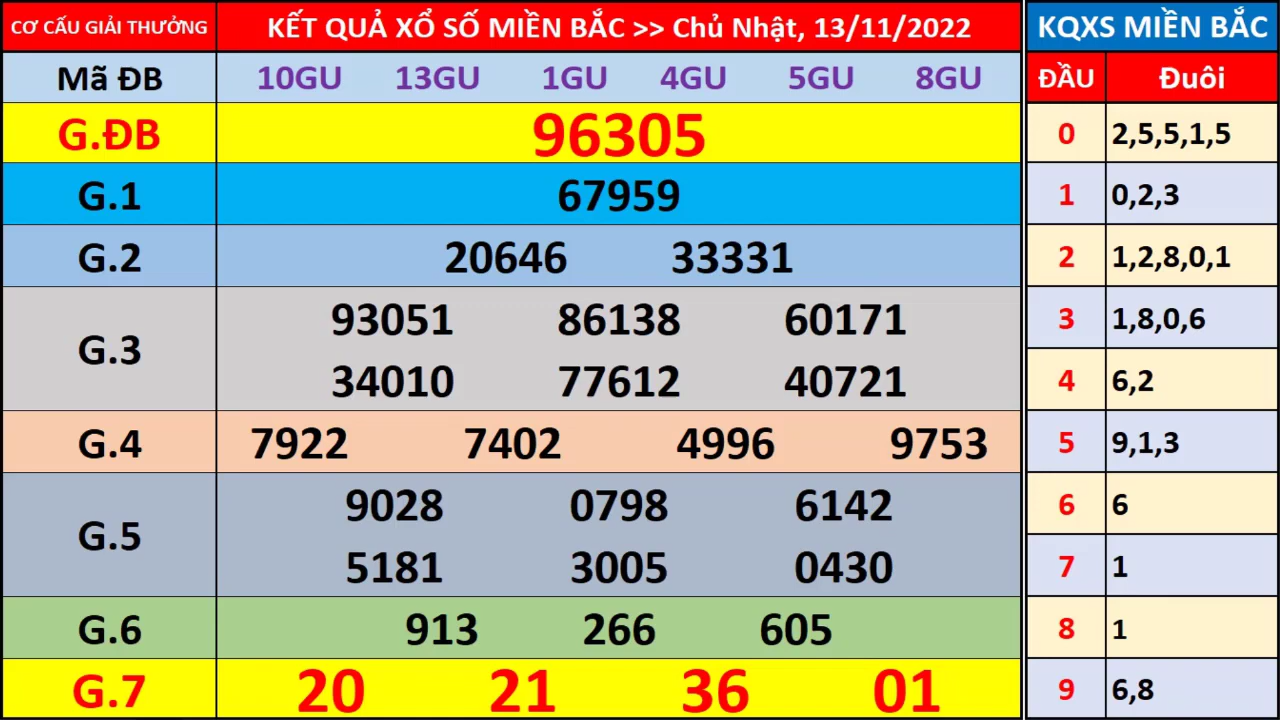 CƠ CẤU GIẢI THƯỞNG KẾT QUẢ XỔ SỐ MIỀN BẮC >> Chủ Nhật, 13/11/2022
Mã ĐB 10GU 13GU 1GU 4GU 5GU 8GU
G.ĐB 96305
G.1 67959
G.2 20646 33331
G.3
93051 86138 60171
34010 77612 40721
G.4 7922 7402 4996 9753
G.5
9028 0798 6142
5181 3005 0430
G.6 913 266 605
G.7 20 21 36 01
KQXS MIỀN BẮC
ĐẦU Đuôi
0 2,5,5,1,5
1 0,2,3
2 1,2,8,0,1
3 1,8,0,6
4 6,2
5 9,1,3
6 6
7 1
8 1
9 6,8